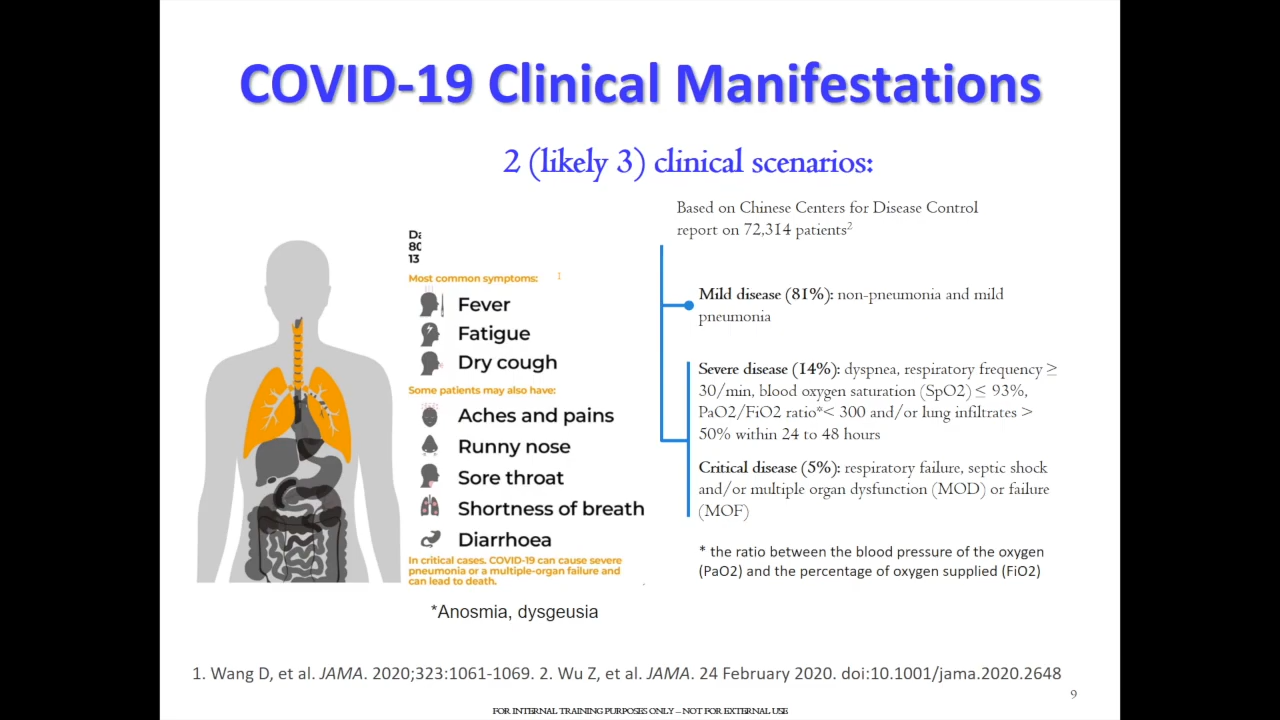 COVID-19 Clinical Manifestations
2 (likely 3) clinical scenarios:
Based on Chinese Centers for Disease Control
report on 72,314 patients2
80
13
Most common symptoms:
Fever
Fatigue
Dry cough
Some patients may also have:
Aches and pains
Runny nose
Sore throat
Shortness of breath
Diarrhoea
In critical cases. COVID-19 can cause severe
pneumonia or a multiple-organ failure and
can lead to death.
*Anosmia, dysgeusia
Mild disease (81%): non-pneumonia and mild
pneumonia
Severe disease (14%): dyspnea, respiratory frequency ≥
30/min, blood oxygen saturation (SpO2) ≤ 93%,
PaO2/FiO2 ratio*< 300 and/or lung infiltrates >
50% within 24 to 48 hours
Critical disease (5%): respiratory failure, septic shock
and/or multiple organ dysfunction (MOD) or failure
(MOF)
* the ratio between the blood pressure of the oxygen
(PaO2) and the percentage of oxygen supplied (FiO2)
1. Wang D, et al. JAMA. 2020;323:1061-1069. 2. Wu Z, et al. JAMA. 24 February 2020. doi:10.1001/jama.2020.2648
9
FOR INTERNAL TRAINING PURPOSES ONLY – NOT FOR EXTERNAL USE